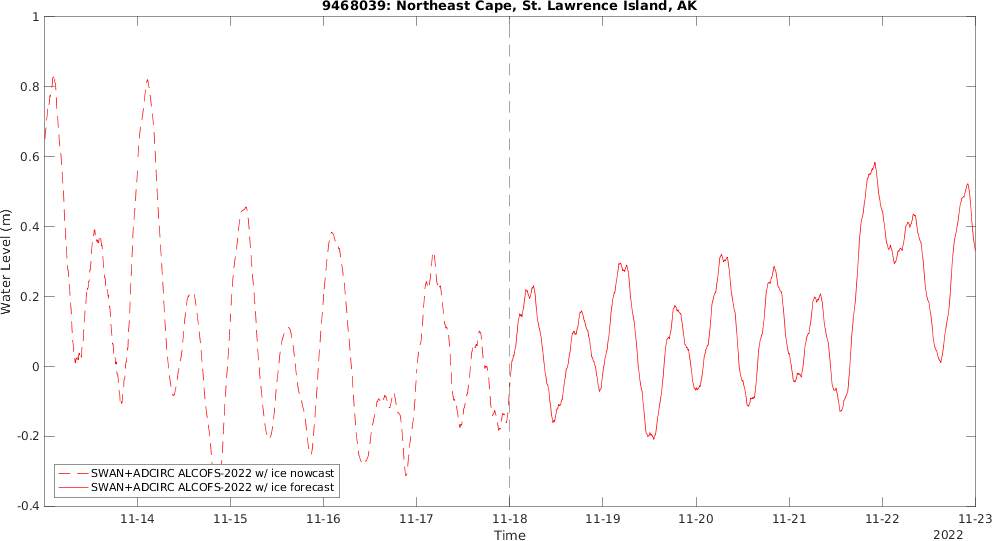 9468039: Northeast Cape, St. Lawrence Island, AK
1
0.8
0.6
0.4
0.2
0
-0.2
-0.4
Water Level (m)
SWAN+ADCIRC ALCOFS-2022 w/ ice nowcast
SWAN+ADCIRC ALCOFS-2022 w/ ice forecast
11-14 11-15 11-16 11-17 11-18 11-19 11-20 11-21 11-22 11-23
Time
2022